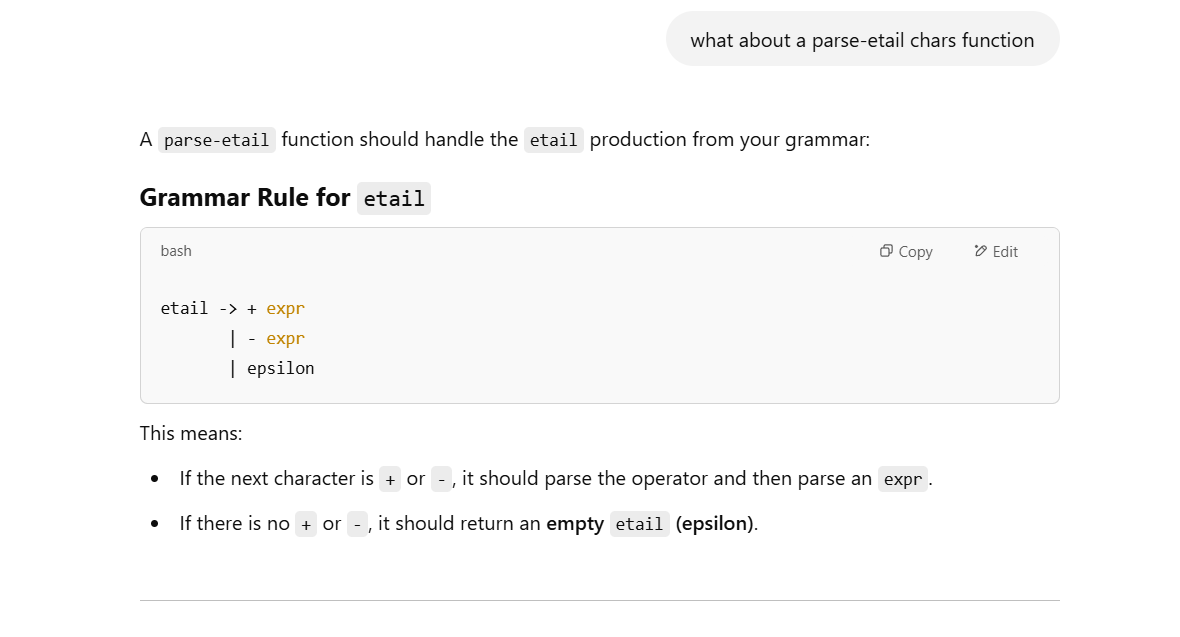 what about a parse-etail chars function
A parse-etail function should handle the etail production from your grammar:
Grammar Rule for etail
bash Copy Edit
etail -> + expr
| - expr
| epsilon
This means:
• If the next character is + or -, it should parse the operator and then parse an expr.
• If there is no + or -, it should return an empty etail (epsilon).